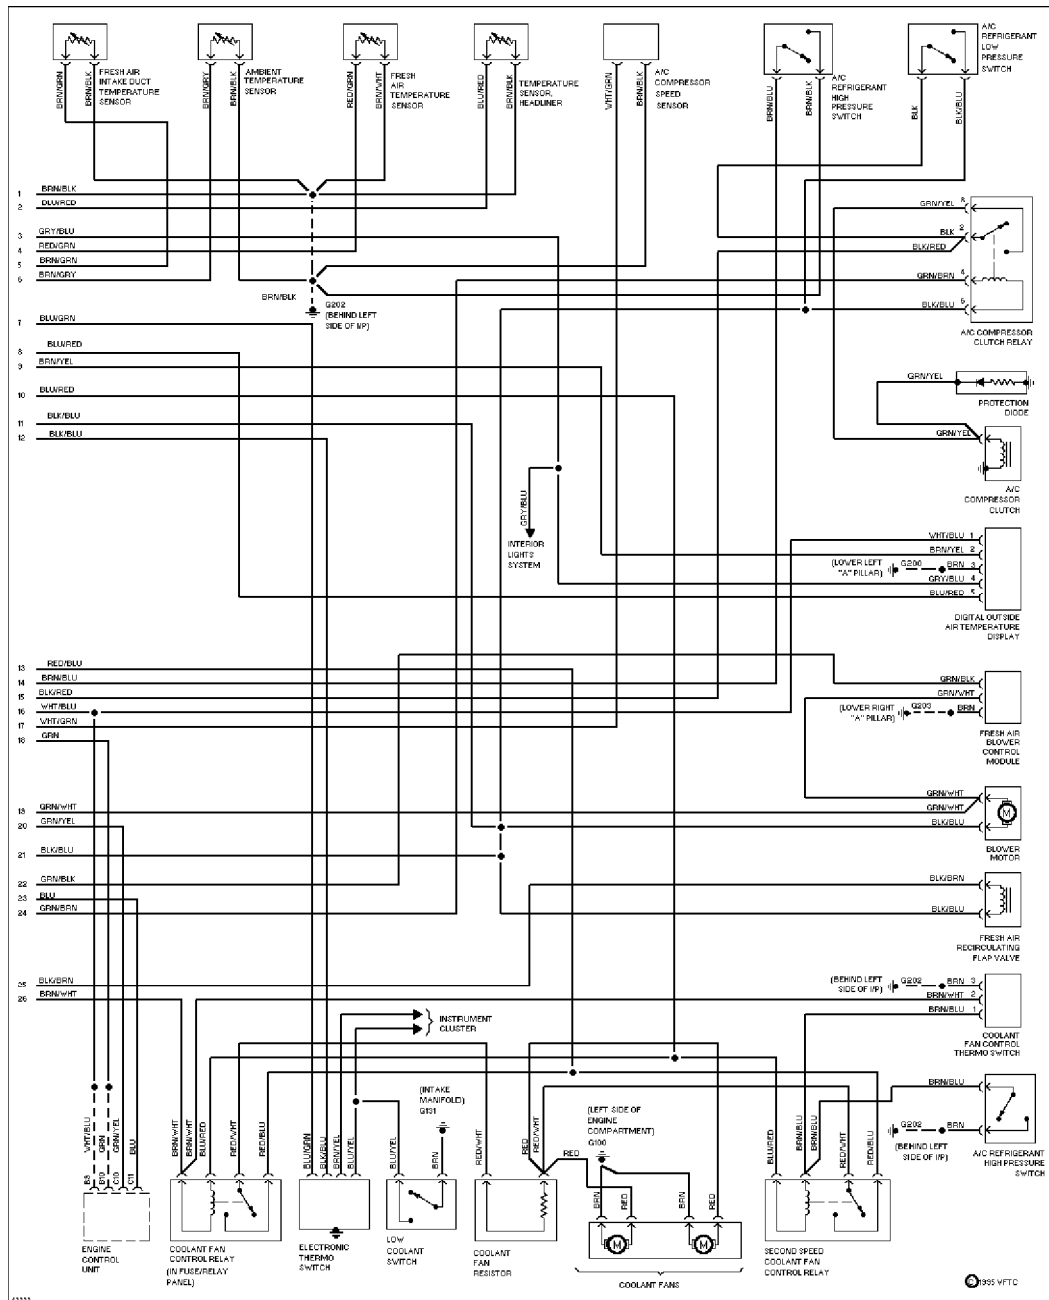 FRESH AIR
INTAKE DUCT
TEMPERATURE
SENSOR
AMBIENT
TEMPERATURE
SENSOR
FRESH
AIR
TEMPERATURE
SENSOR
TEMPERATURE
SENSOR,
HEADLINER
A/C
COMPRESSOR
SPEED
SENSOR
A/C
REFRIGERANT
HIGH
PRESSURE
SWITCH
A/C
REFRIGERANT
LOW
PRESSURE
SWITCH
BRN/GRN
BRN/BLK
BRN/GRY
BRN/BLK
RED/GRN
BRN/WHT
BLU/RED
BRN/BLK
WHT/GRN
BRN/BLK
BRN/BLU
BRN/BLK
BLK
BLK/BLU
1 BRN/BLK
2 BLU/RED
3 GRY/BLU
4 RED/GRN
5 BRN/GRN
6 BRN/GRY
7 BLU/GRN
8 BLU/RED
9 BRN/YEL
10 BLU/RED
11 BLK/BLU
12 BLK/BLU
BRN/BLK
G202
(BEHIND LEFT
SIDE OF I/P)
GRN/YEL 8
BLK 2
BLK/RED
GRN/BRN 4
BLK/BLU 6
A/C COMPRESSOR
CLUTCH RELAY
GRN/YEL
PROTECTION
DIODE
GRN/YEL
A/C
COMPRESSOR
CLUTCH
GRY/BLU
INTERIOR
LIGHTS
SYSTEM
WHT/BLU 1
BRN/YEL 2
(LOWER LEFT
"A" PILLAR)
G200
BRN 3
GRY/BLU 4
BLU/RED 5
DIGITAL OUTSIDE
AIR TEMPERATURE
DISPLAY
13 RED/BLU
14 BRN/BLU
15 BLK/RED
16 WHT/BLU
17 WHT/GRN
18 GRN
19 GRN/WHT
20 GRN/YEL
21 BLK/BLU
22 GRN/BLK
23 BLU
24 GRN/BRN
25 BLK/BRN
26 BRN/WHT
GRN/BLK
GRN/WHT
(LOWER RIGHT
"A" PILLAR)
G203
BRN
FRESH AIR
BLOWER
CONTROL
MODULE
GRN/WHT
GRN/WHT
BLK/BLU
M
BLOWER
MOTOR
BLK/BRN
BLK/BLU
FRESH AIR
RECIRCULATING
FLAP VALVE
(BEHIND LEFT
SIDE OF I/P)
G202
BRN 3
BRN/WHT 2
BRN/BLU 1
COOLANT
FAN CONTROL
THERMO SWITCH
INSTRUMENT
CLUSTER
(INTAKE
MANIFOLD)
G131
(LEFT SIDE OF
ENGINE
COMPARTMENT)
G100
BRN/BLU
G202
BRN
(BEHIND LEFT
SIDE OF I/P)
A/C REFRIGERANT
HIGH PRESSURE
SWITCH
WHT/BLU
GRN
GRN/YEL
BLU
B10
C10
C11
BRN/WHT
BRN/WHT
BLU/RED
RED/WHT
RED/BLU
BLU/GRN
BLK/BLU
BRN/YEL
BLU/YEL
BLU/YEL
BRN
RED/WHT
RED
RED/WHT
RED
BRN
RED
BRN
RED
BLU/RED
BRN/BLU
BRN/BLU
RED/WHT
RED/BLU
ENGINE
CONTROL
UNIT
COOLANT FAN
CONTROL RELAY
(IN FUSE/RELAY
PANEL)
ELECTRONIC
THERMO
SWITCH
LOW
COOLANT
SWITCH
COOLANT
FAN
RESISTOR
M
M
COOLANT FANS
SECOND SPEED
COOLANT FAN
CONTROL RELAY
© 1995 VFTC